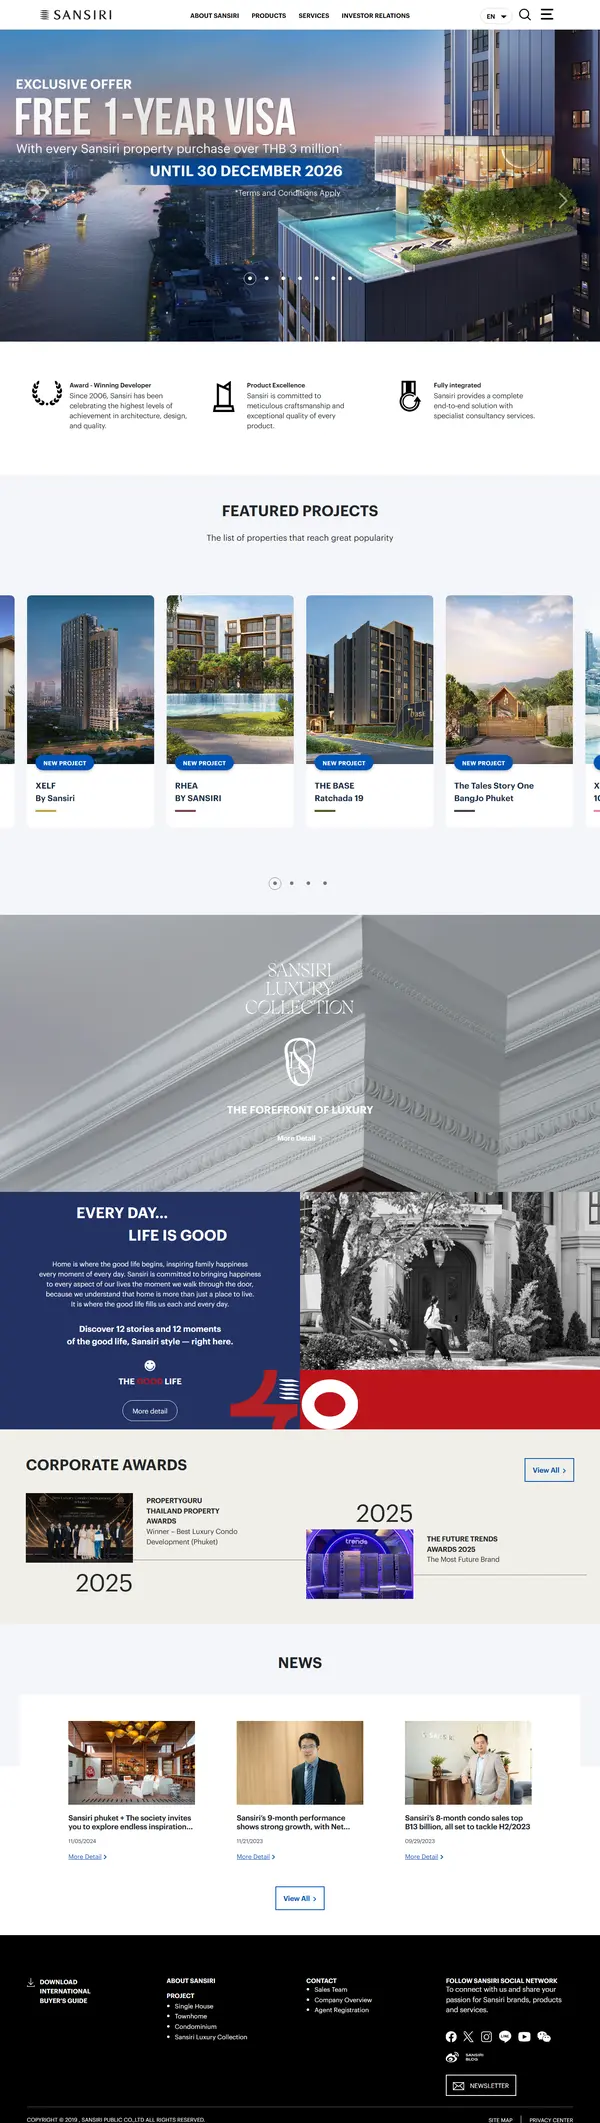 SANSIRI
ABOUT SANSIRI
PRODUCTS
SERVICES
INVESTOR RELATIONS
EN
EXCLUSIVE OFFER
FREE 1-YEAR VISA
With every Sansiri property purchase over THB 3 million*
UNTIL 30 DECEMBER 2026
*Terms and Conditions Apply
Award - Winning Developer
Since 2006, Sansiri has been
celebrating the highest levels of
achievement in architecture, design,
and quality.
Product Excellence
Sansiri is committed to
meticulous craftsmanship and
exceptional quality of every
product.
Fully integrated
Sansiri provides a complete
end-to-end solution with
specialist consultancy services.
FEATURED PROJECTS
The list of properties that reach great popularity
NEW PROJECT
XELF
By Sansiri
NEW PROJECT
RHEA
BY SANSIRI
NEW PROJECT
THE BASE
Ratchada 19
NEW PROJECT
The Tales Story One
BangJo Phuket
X
10
SANSIRI
LUXURY
COLLECTION
THE FOREFRONT OF LUXURY
More Detail
EVERY DAY...
LIFE IS GOOD
Home is where the good life begins, inspiring family happiness
every moment of every day. Sansiri is committed to bringing happiness
to every aspect of our lives the moment we walk through the door,
because we understand that home is more than just a place to live.
It is where the good life fills us each and every day.
Discover 12 stories and 12 moments
of the good life, Sansiri style — right here.
THE GOOD LIFE
More detail
40
CORPORATE AWARDS
View All
PROPERTYGURU
THAILAND PROPERTY
AWARDS
Winner – Best Luxury Condo
Development (Phuket)
2025
2025
trends
THE FUTURE TRENDS
AWARDS 2025
The Most Future Brand
NEWS
Sansiri phuket + The society invites
you to explore endless inspiration...
11/05/2024
More Detail
Sansiri's 9-month performance
shows strong growth, with Net...
11/21/2023
More Detail
Sansiri's 8-month condo sales top
B13 billion, all set to tackle H2/2023
09/29/2023
More Detail
View All
DOWNLOAD
INTERNATIONAL
BUYER'S GUIDE
ABOUT SANSIRI
PROJECT
Single House
Townhome
Condominium
Sansiri Luxury Collection
CONTACT
Sales Team
Company Overview
Agent Registration
FOLLOW SANSIRI SOCIAL NETWORK
To connect with us and share your
passion for Sansiri brands, products
and services.
SANSIRI
BLOG
NEWSLETTER
COPYRIGHT © 2019 , SANSIRI PUBLIC CO.,LTD ALL RIGHTS RESERVED.
SITE MAP
PRIVACY CENTER